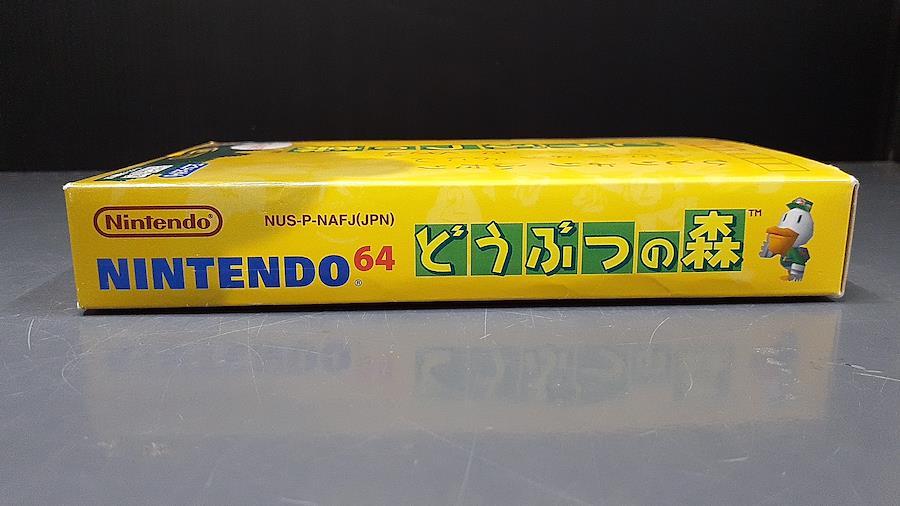 Nintendo®
NUS-P-NAFJ(JPN)
NINTENDO64®
どうぶつの森™